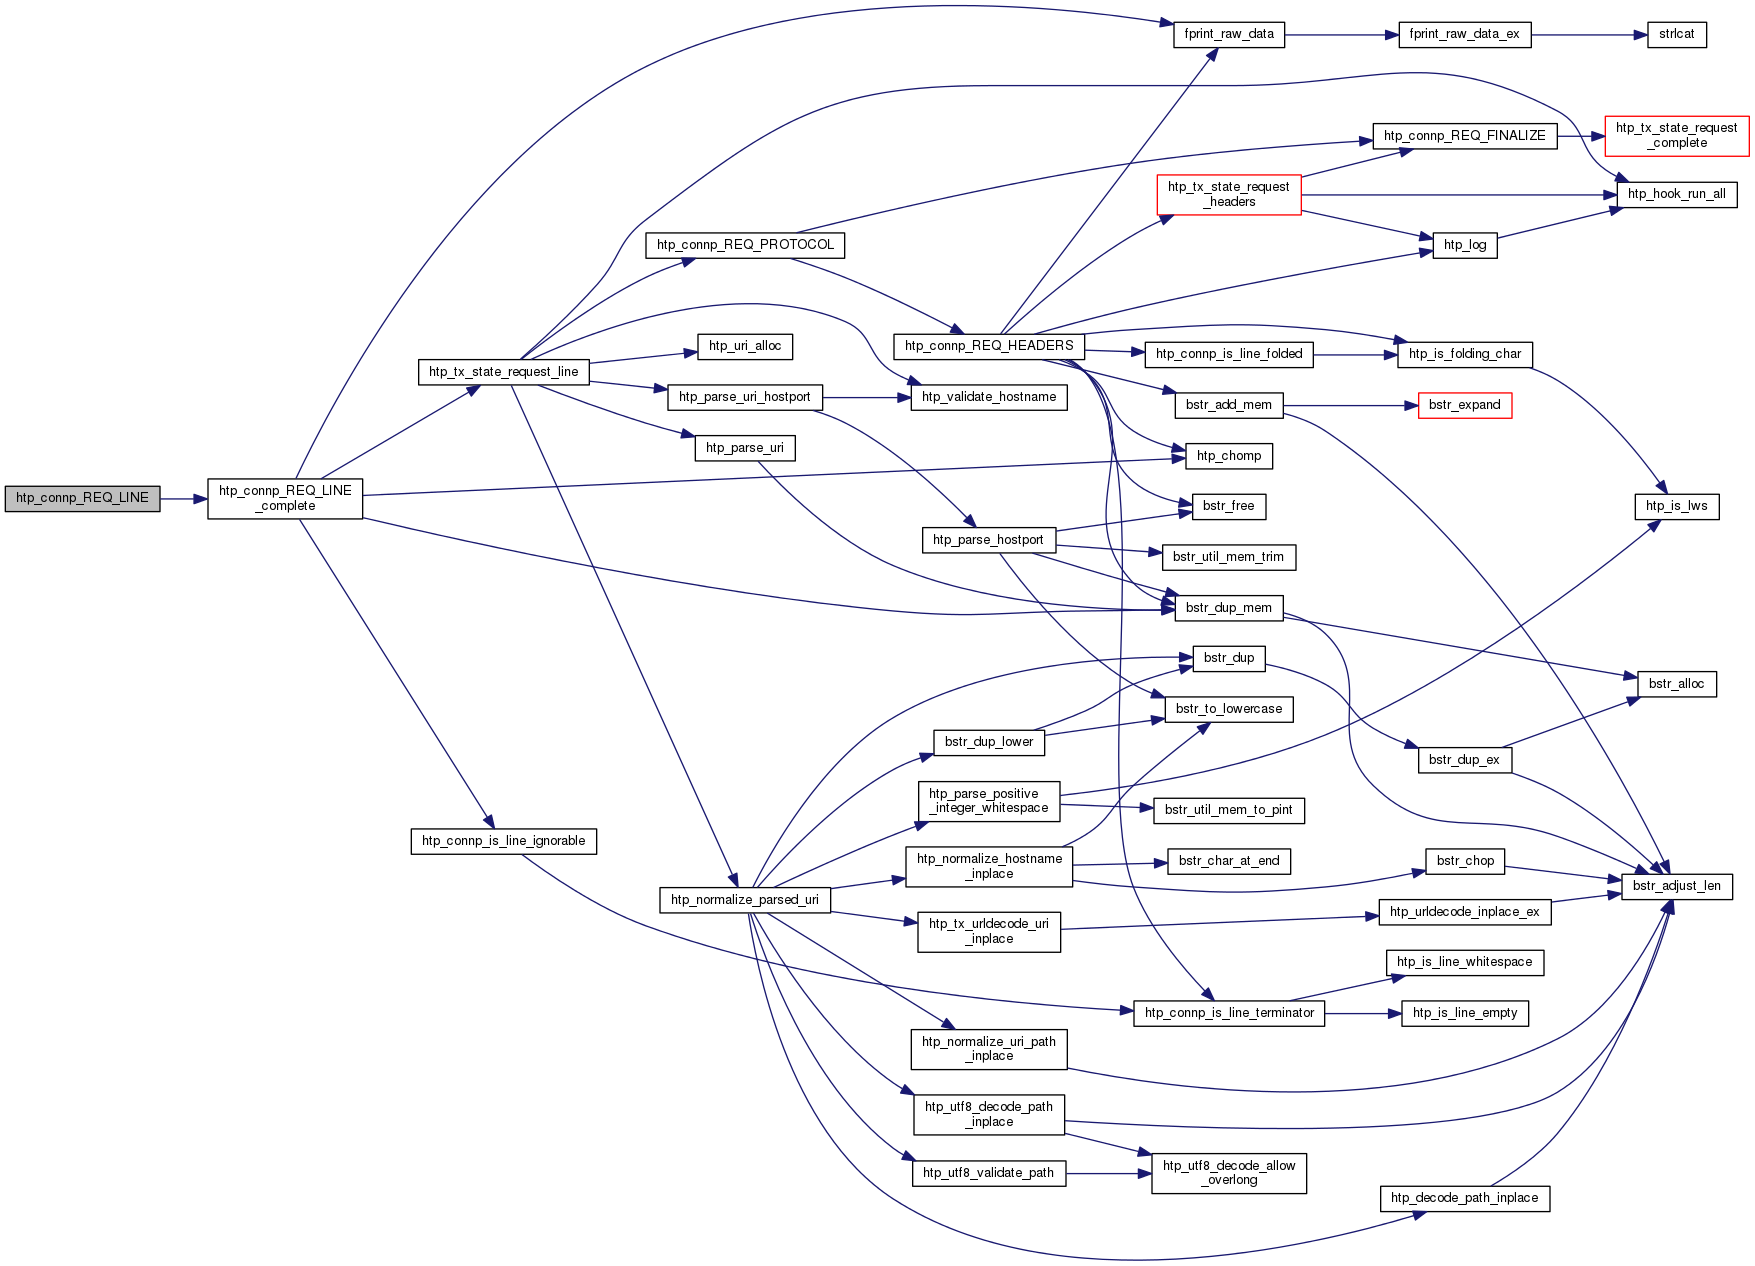 htp_connp_REQ_LINE
htp_connp_REQ_LINE
_complete
htp_tx_state_request_line
htp_connp_is_line_ignorable
htp_connp_REQ_PROTOCOL
htp_uri_alloc
htp_parse_uri_hostport
htp_parse_uri
htp_normalize_parsed_uri
htp_connp_REQ_HEADERS
htp_validate_hostname
htp_parse_hostport
bstr_dup_lower
htp_parse_positive
_integer_whitespace
htp_normalize_hostname
_inplace
htp_tx_urldecode_uri
_inplace
htp_normalize_uri_path
_inplace
htp_utf8_decode_path
_inplace
htp_utf8_validate_path
fprint_raw_data
htp_tx_state_request
_headers
htp_connp_is_line_folded
bstr_add_mem
htp_chomp
bstr_free
bstr_util_mem_trim
bstr_dup_mem
bstr_dup
bstr_to_lowercase
bstr_util_mem_to_pint
bstr_char_at_end
htp_connp_is_line_terminator
htp_utf8_decode_allow
_overlong
fprint_raw_data_ex
htp_connp_REQ_FINALIZE
htp_log
htp_is_folding_char
bstr_expand
bstr_dup_ex
bstr_chop
htp_urldecode_inplace_ex
htp_is_line_whitespace
htp_is_line_empty
htp_decode_path_inplace
strlcat
htp_tx_state_request
_complete
htp_hook_run_all
htp_is_lws
bstr_alloc
bstr_adjust_len